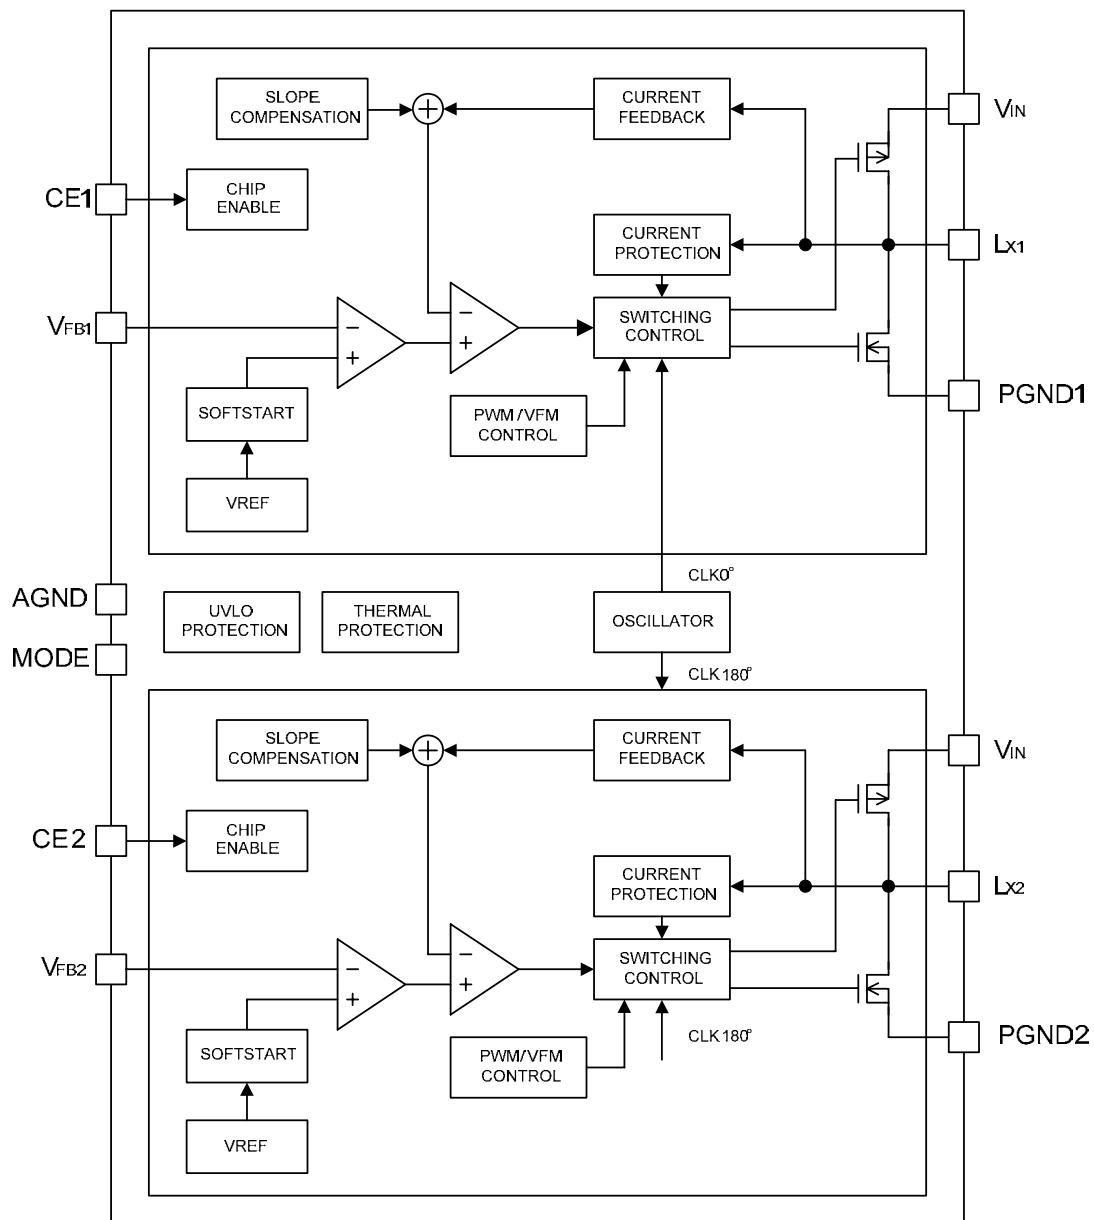 SLOPE
COMPENSATION
+
CURRENT
FEEDBACK
VIN
CE1
CHIP
ENABLE
CURRENT
PROTECTION
LX1
VFB1
−
+
−
+
SWITCHING
CONTROL
SOFTSTART
PWM/VFM
CONTROL
PGND1
VREF
CLK0°
AGND
UVLO
PROTECTION
THERMAL
PROTECTION
OSCILLATOR
MODE
CLK180°
SLOPE
COMPENSATION
+
CURRENT
FEEDBACK
VIN
CE2
CHIP
ENABLE
CURRENT
PROTECTION
LX2
VFB2
−
+
−
+
SWITCHING
CONTROL
SOFTSTART
PWM/VFM
CONTROL
CLK180°
PGND2
VREF